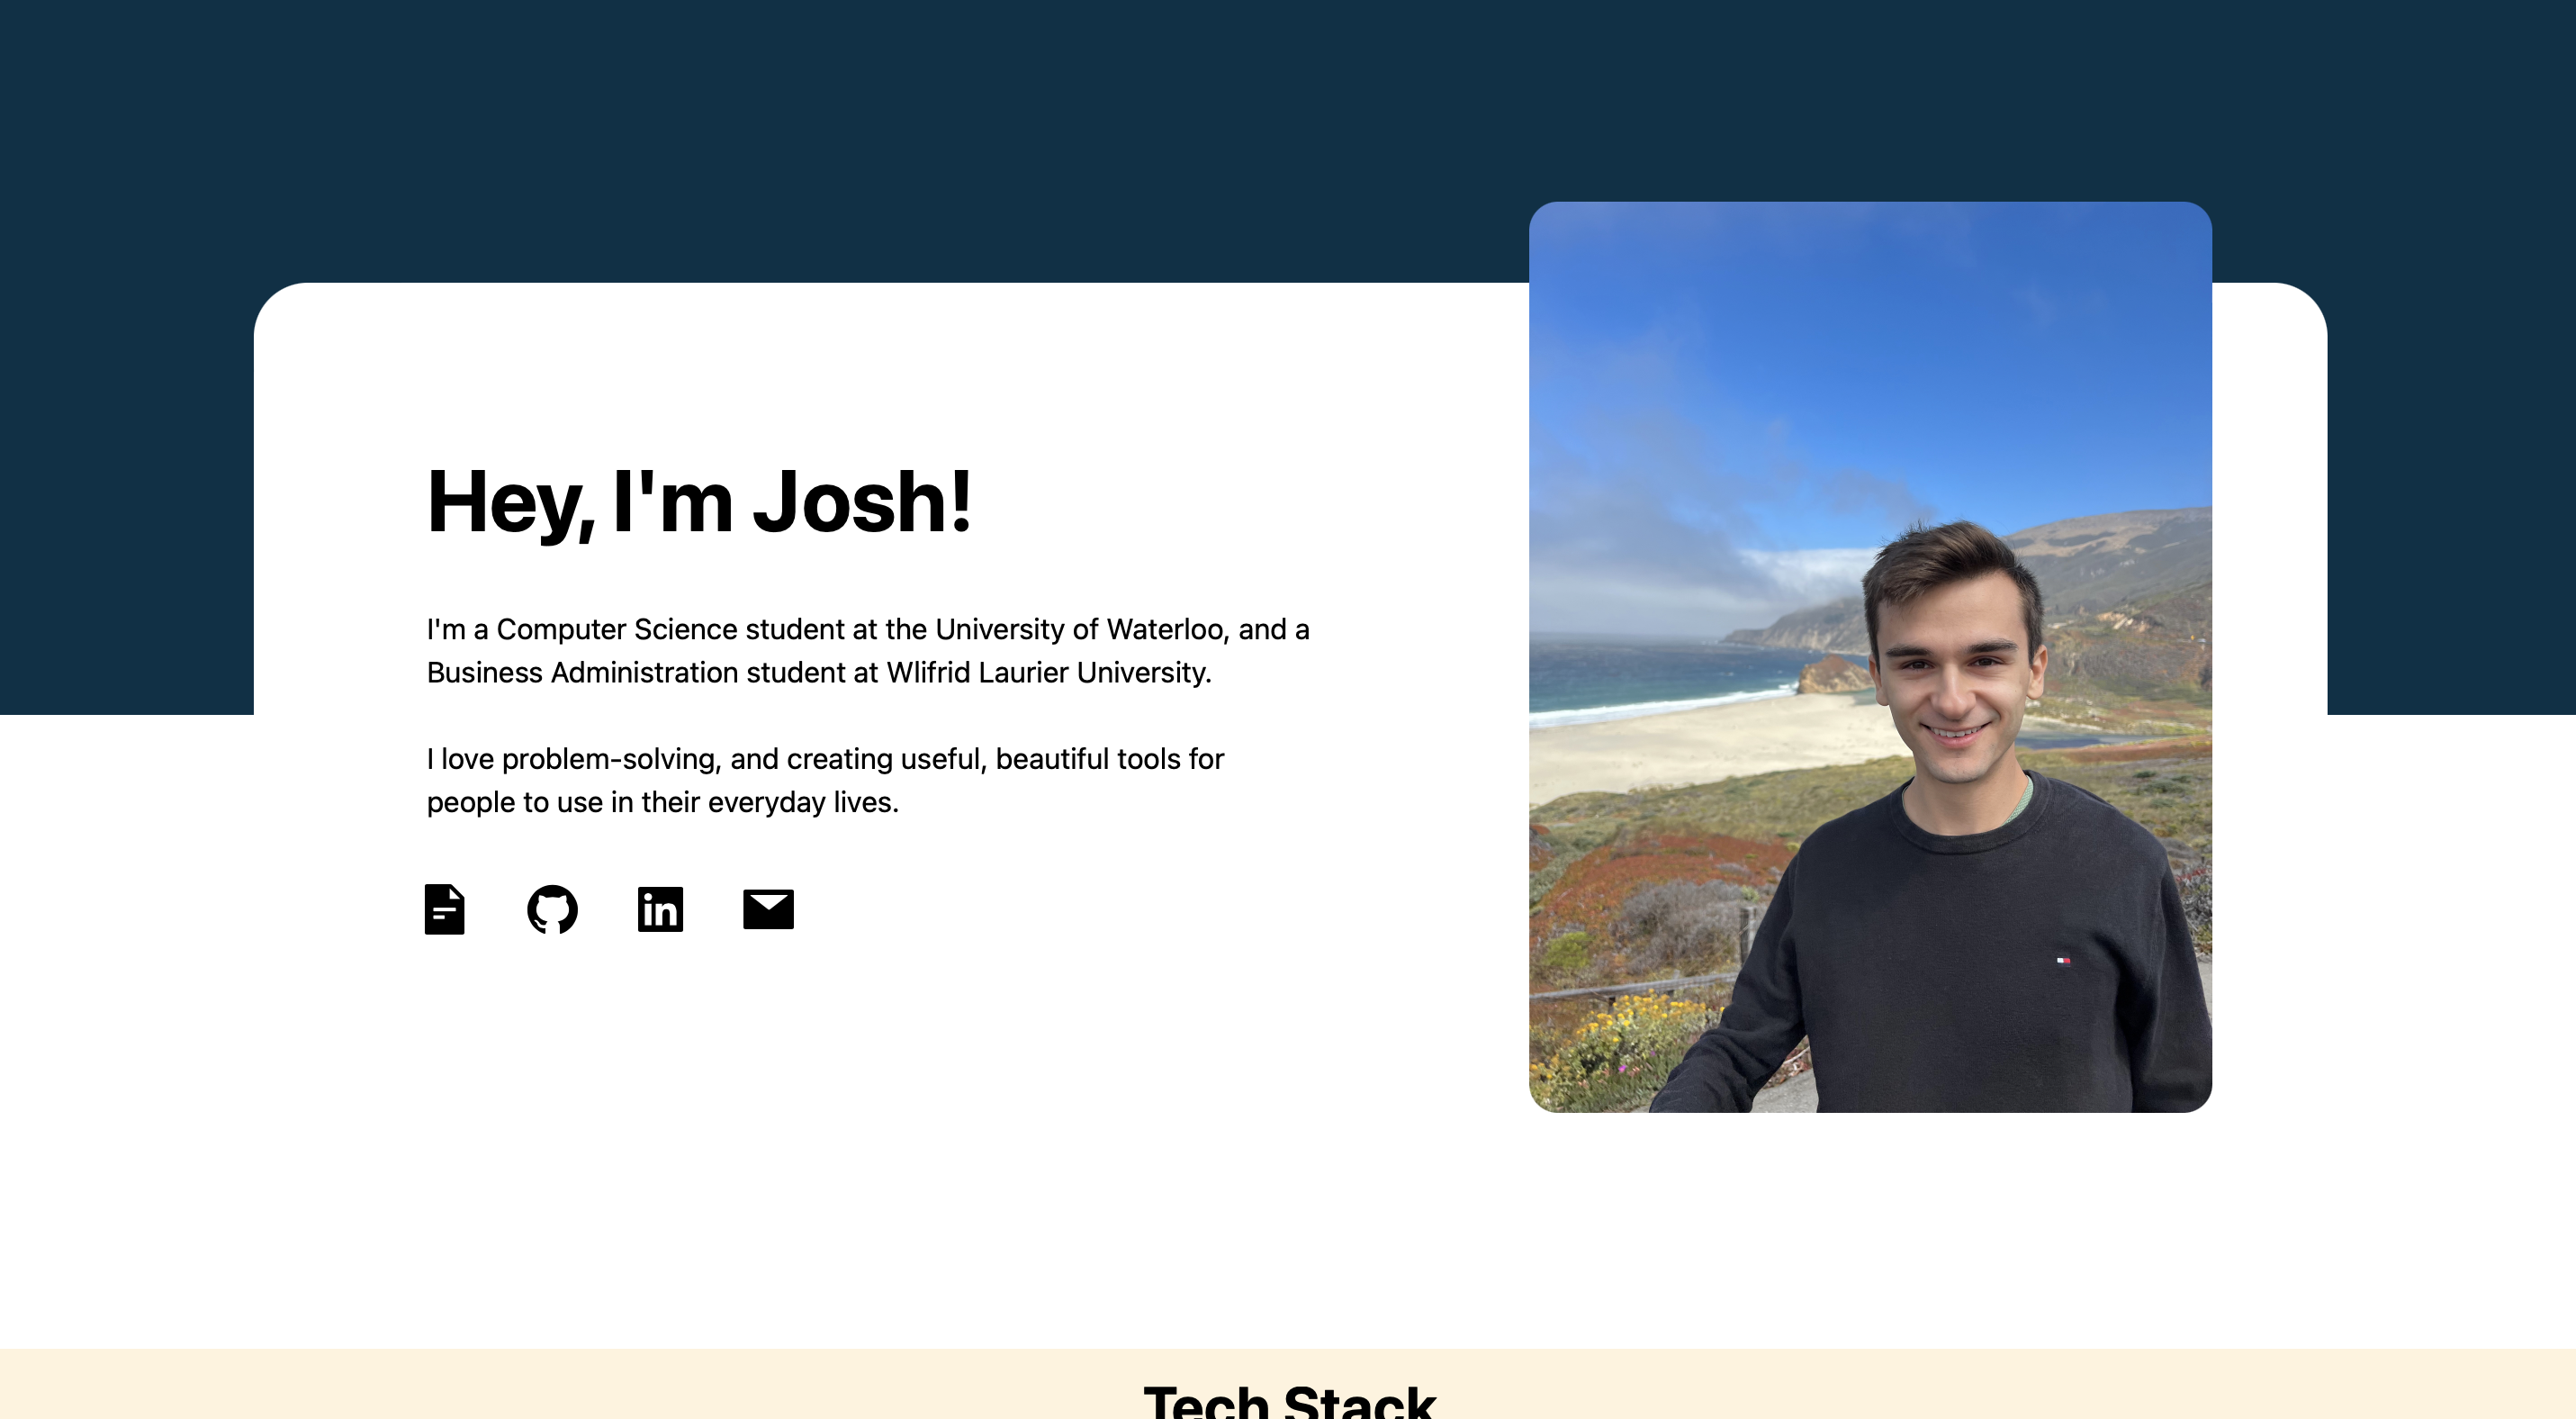 Hey, I'm Josh!
I'm a Computer Science student at the University of Waterloo, and a
Business Administration student at Wlifrid Laurier University.
I love problem-solving, and creating useful, beautiful tools for
people to use in their everyday lives.
in
Tech Stack